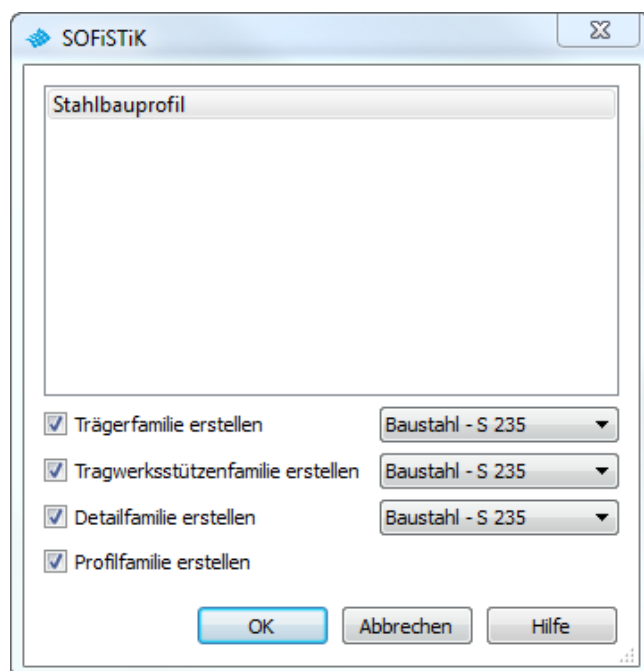 SOFiSTiK
Stahlbauprofil
Trägerfamilie erstellen Baustahl - S 235
Tragwerksstützenfamilie erstellen Baustahl - S 235
Detailfamilie erstellen Baustahl - S 235
Profilfamilie erstellen
OK Abbrechen Hilfe